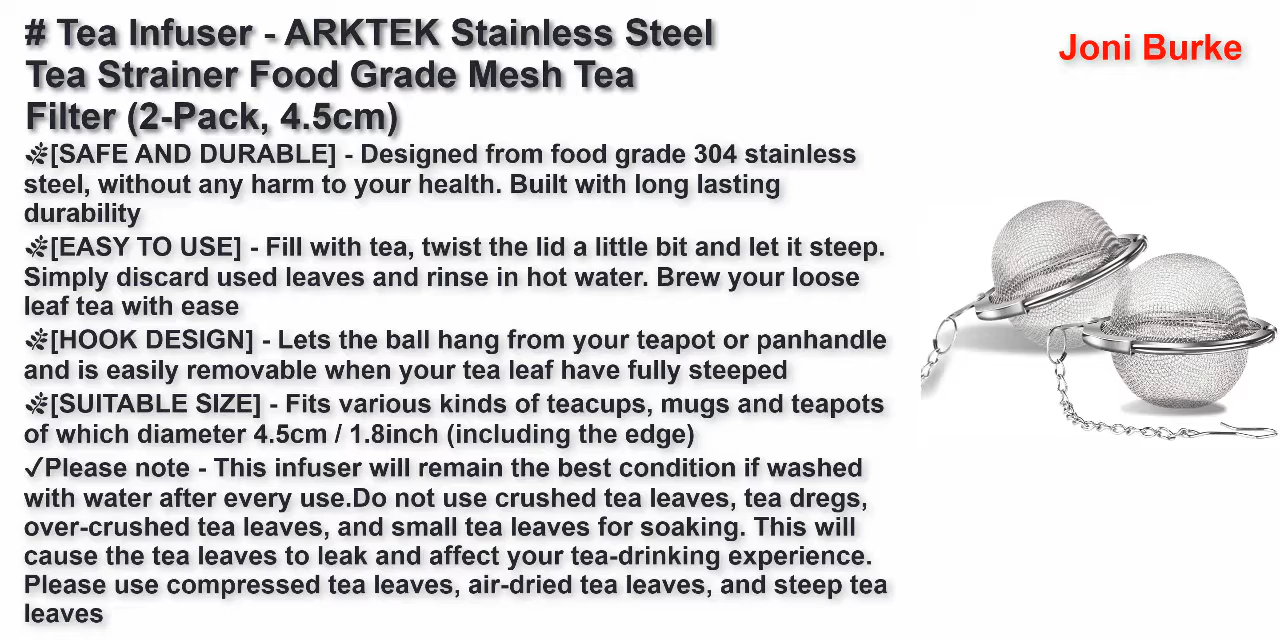 # Tea Infuser - ARKTEK Stainless Steel
Tea Strainer Food Grade Mesh Tea
Filter (2-Pack, 4.5cm)
Joni Burke
🌿[SAFE AND DURABLE] - Designed from food grade 304 stainless
steel, without any harm to your health. Built with long lasting
durability
🌿[EASY TO USE] - Fill with tea, twist the lid a little bit and let it steep.
Simply discard used leaves and rinse in hot water. Brew your loose
leaf tea with ease
🌿[HOOK DESIGN] - Lets the ball hang from your teapot or panhandle
and is easily removable when your tea leaf have fully steeped
🌿[SUITABLE SIZE] - Fits various kinds of teacups, mugs and teapots
of which diameter 4.5cm / 1.8inch (including the edge)
✓Please note - This infuser will remain the best condition if washed
with water after every use.Do not use crushed tea leaves, tea dregs,
over-crushed tea leaves, and small tea leaves for soaking. This will
cause the tea leaves to leak and affect your tea-drinking experience.
Please use compressed tea leaves, air-dried tea leaves, and steep tea
leaves